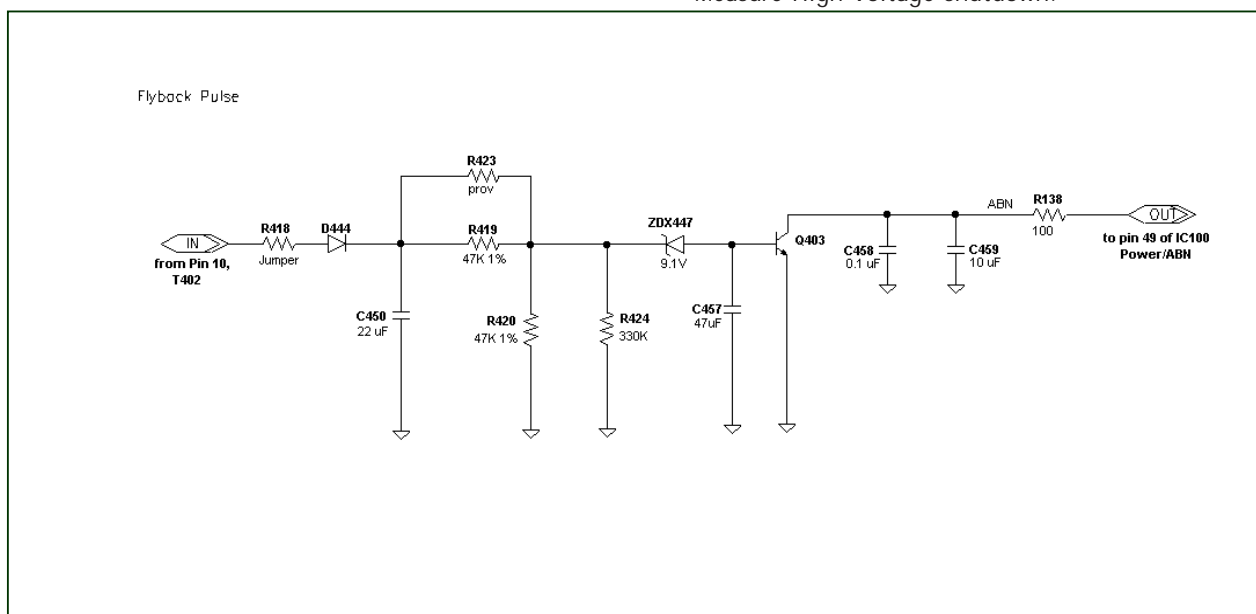 Measure High Voltage shutdown.
Flyback Pulse
R423
prov
R418
Jumper
D444
R419
47K 1%
ZDX447
9.1V
Q403
ABN
R138
100
IN
from Pin 10,
T402
OUT
to pin 49 of IC100
Power/ABN
C458
0.1 uF
C459
10 uF
C450
22 uF
R420
47K 1%
R424
330K
C457
47uF